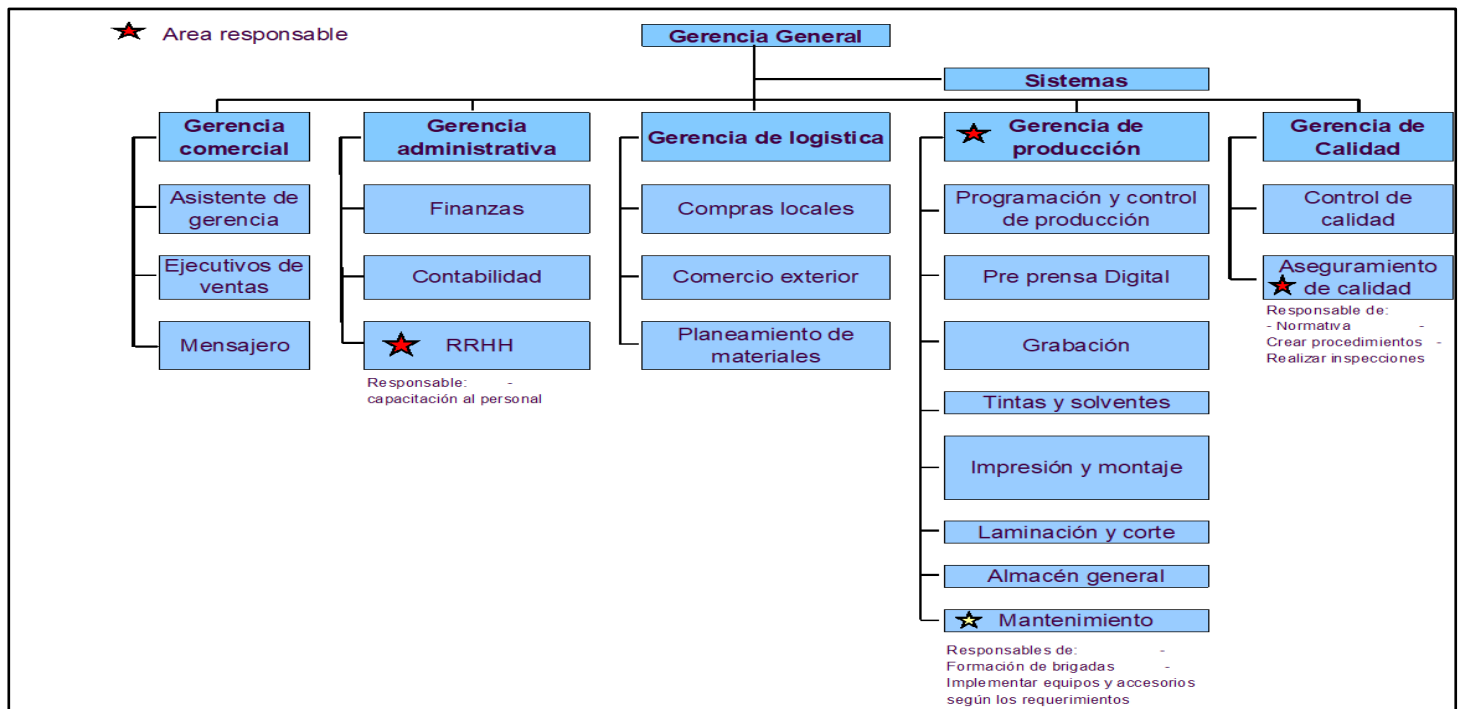 Area responsable
Gerencia General
Sistemas
Gerencia
comercial
Asistente de
gerencia
Ejecutivos de
ventas
Mensajero
Gerencia
administrativa
Finanzas
Contabilidad
RRHH
Responsable: -
capacitación al personal
Gerencia de logistica
Compras locales
Comercio exterior
Planeamiento de
materiales
Gerencia de
producción
Programación y control
de producción
Pre prensa Digital
Grabación
Tintas y solventes
Impresión y montaje
Laminación y corte
Almacén general
Mantenimiento
Responsables de: -
Formación de brigadas -
Implementar equipos y accesorios
según los requerimientos
Gerencia de
Calidad
Control de
calidad
Aseguramiento
de calidad
Responsable de:
- Normativa -
Crear procedimientos -
Realizar inspecciones